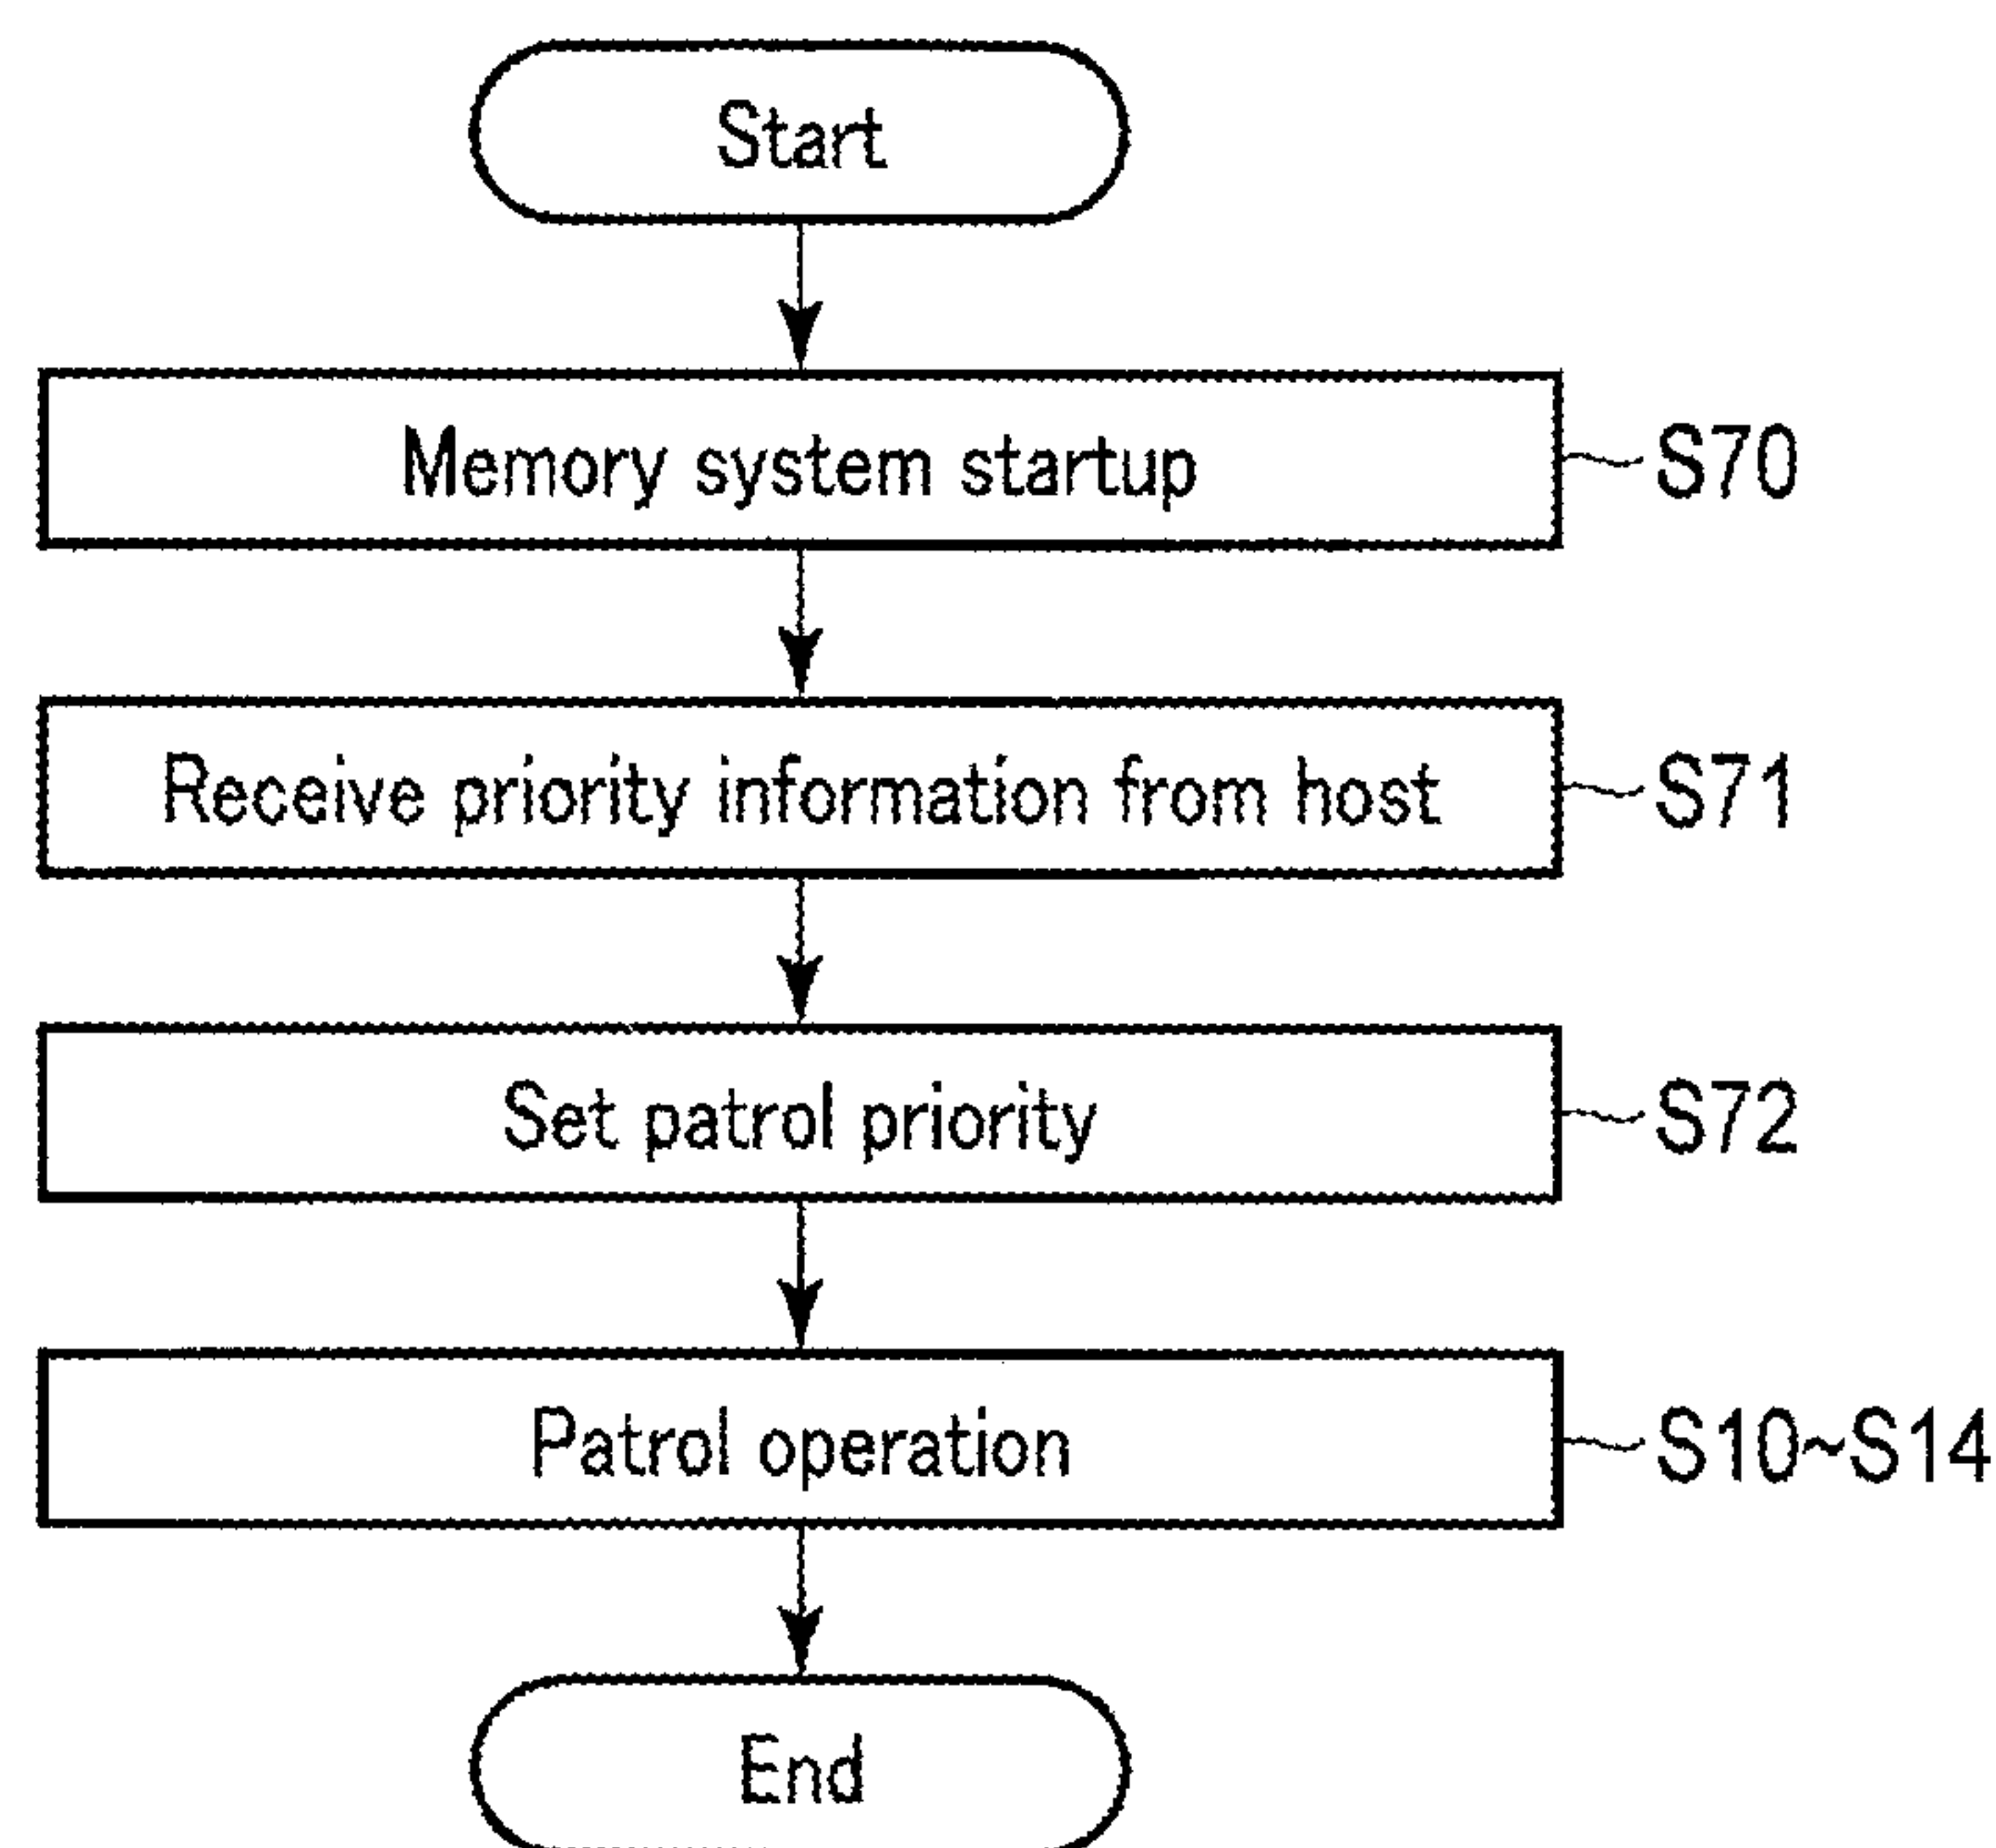 Start
Memory system startup
S70
Receive priority information from host
S71
Set patrol priority
S72
Patrol operation
S10~S14
End